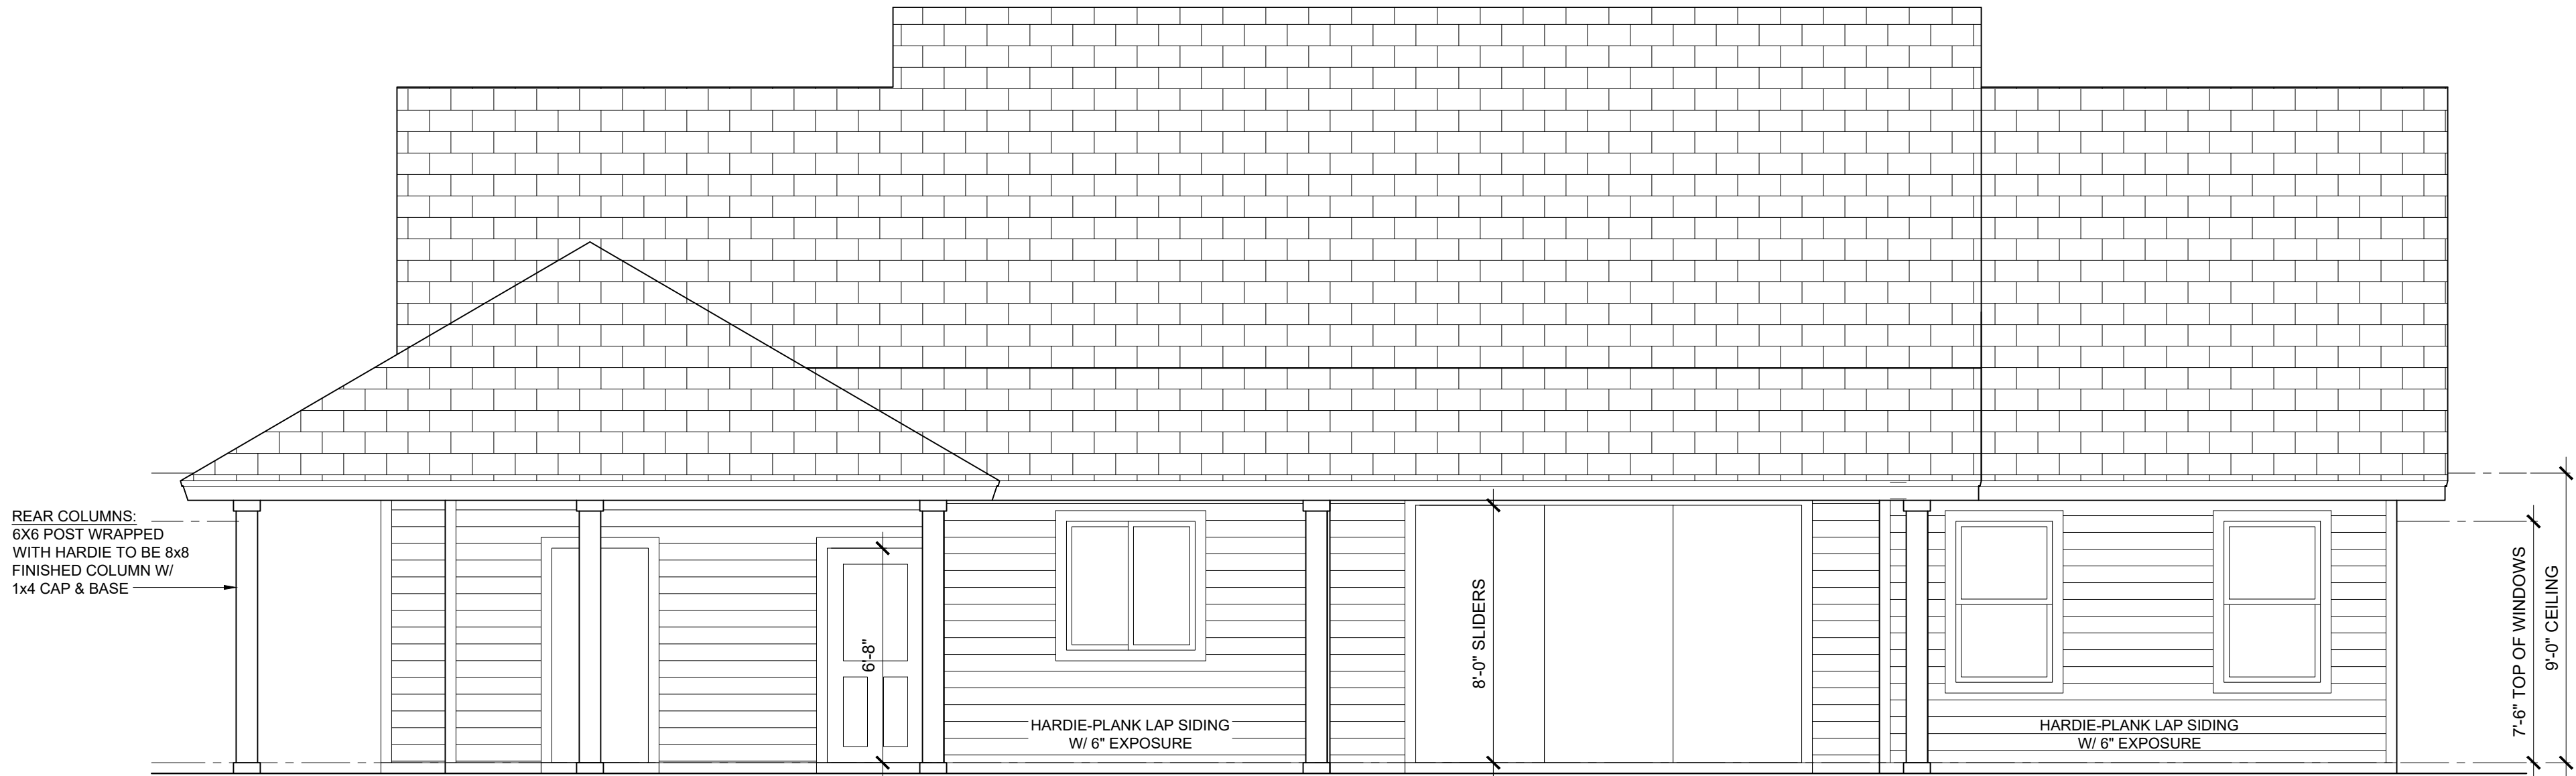 REAR COLUMNS:
6X6 POST WRAPPED
WITH HARDIE TO BE 8x8
FINISHED COLUMN W/
1x4 CAP & BASE
6'-8"
HARDIE-PLANK LAP SIDING
W/ 6" EXPOSURE
8'-0" SLIDERS
HARDIE-PLANK LAP SIDING
W/ 6" EXPOSURE
7'-6" TOP OF WINDOWS
9'-0" CEILING